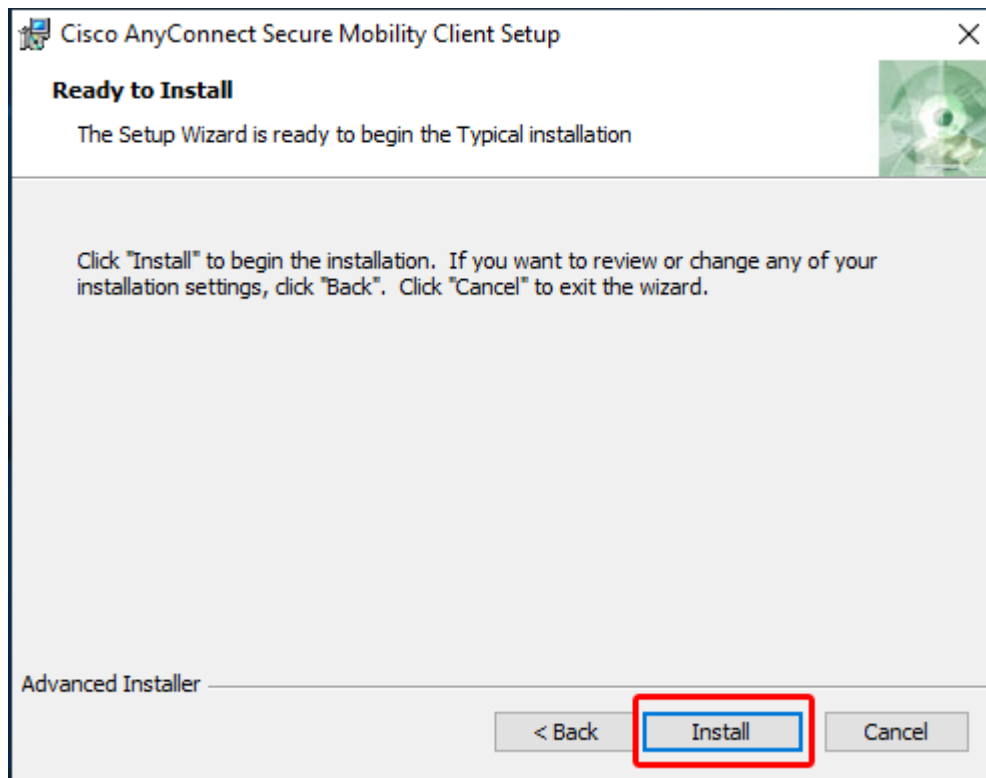 Cisco AnyConnect Secure Mobility Client Setup
Ready to Install
The Setup Wizard is ready to begin the Typical installation
Click "Install" to begin the installation.  If you want to review or change any of your
installation settings, click "Back".  Click "Cancel" to exit the wizard.
Advanced Installer
< Back
Install
Cancel